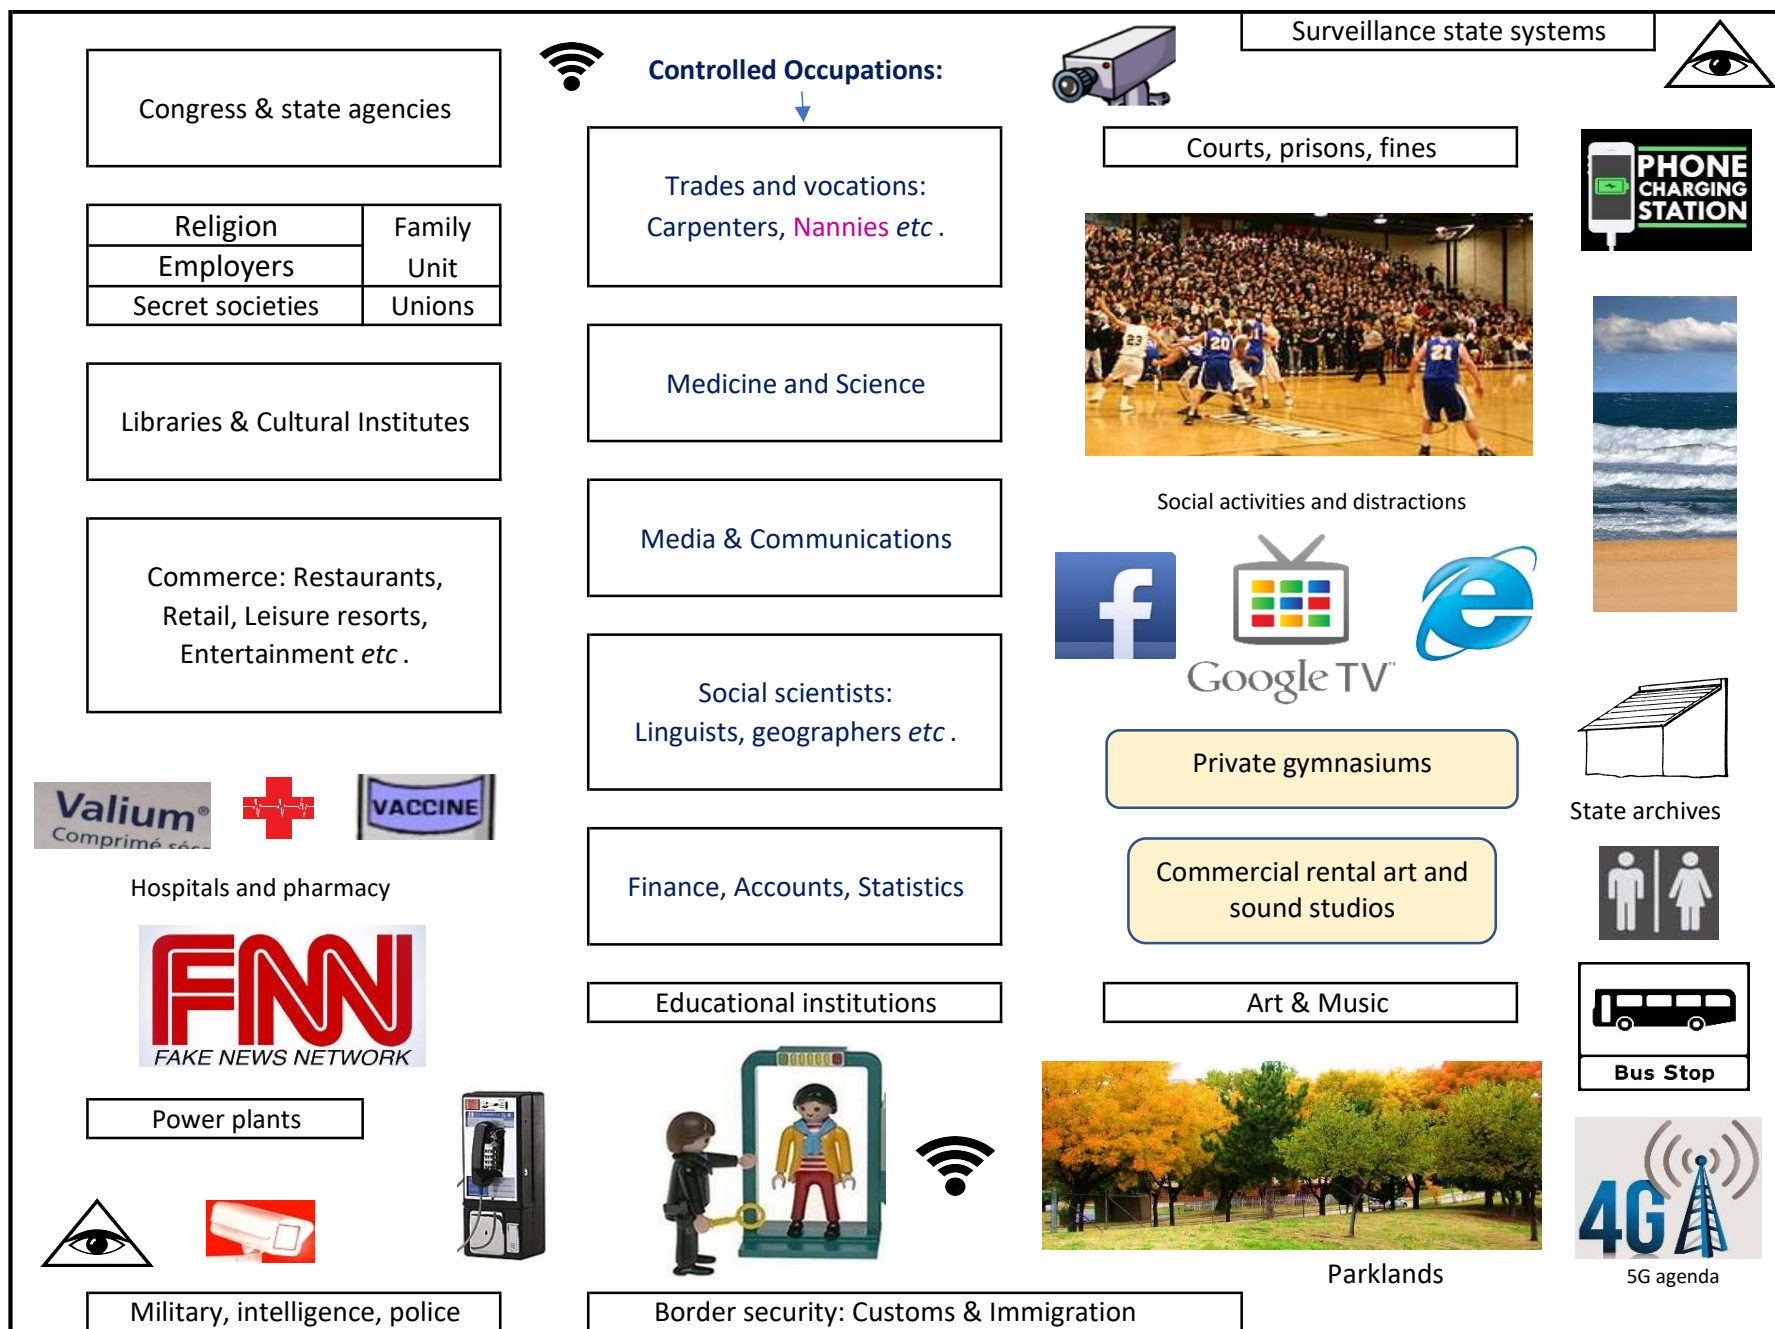 Surveillance state systems
Congress & state agencies
Controlled Occupations:
Courts, prisons, fines
PHONE
CHARGING
STATION
Trades and vocations:
Carpenters, Nannies etc .
Religion
Family
Employers
Unit
Secret societies
Unions
23
20
21
Medicine and Science
Libraries & Cultural Institutes
Social activities and distractions
Media & Communications
Commerce: Restaurants,
Retail, Leisure resorts,
Entertainment etc .
f
e
Google TV
Social scientists:
Linguists, geographers etc .
Private gymnasiums
Valium®
Comprimé
VACCINE
State archives
Hospitals and pharmacy
Finance, Accounts, Statistics
Commercial rental art and
sound studios
FNN
FAKE NEWS NETWORK
Educational institutions
Art & Music
Bus Stop
Power plants
4G
Parklands
5G agenda
Military, intelligence, police
Border security: Customs & Immigration